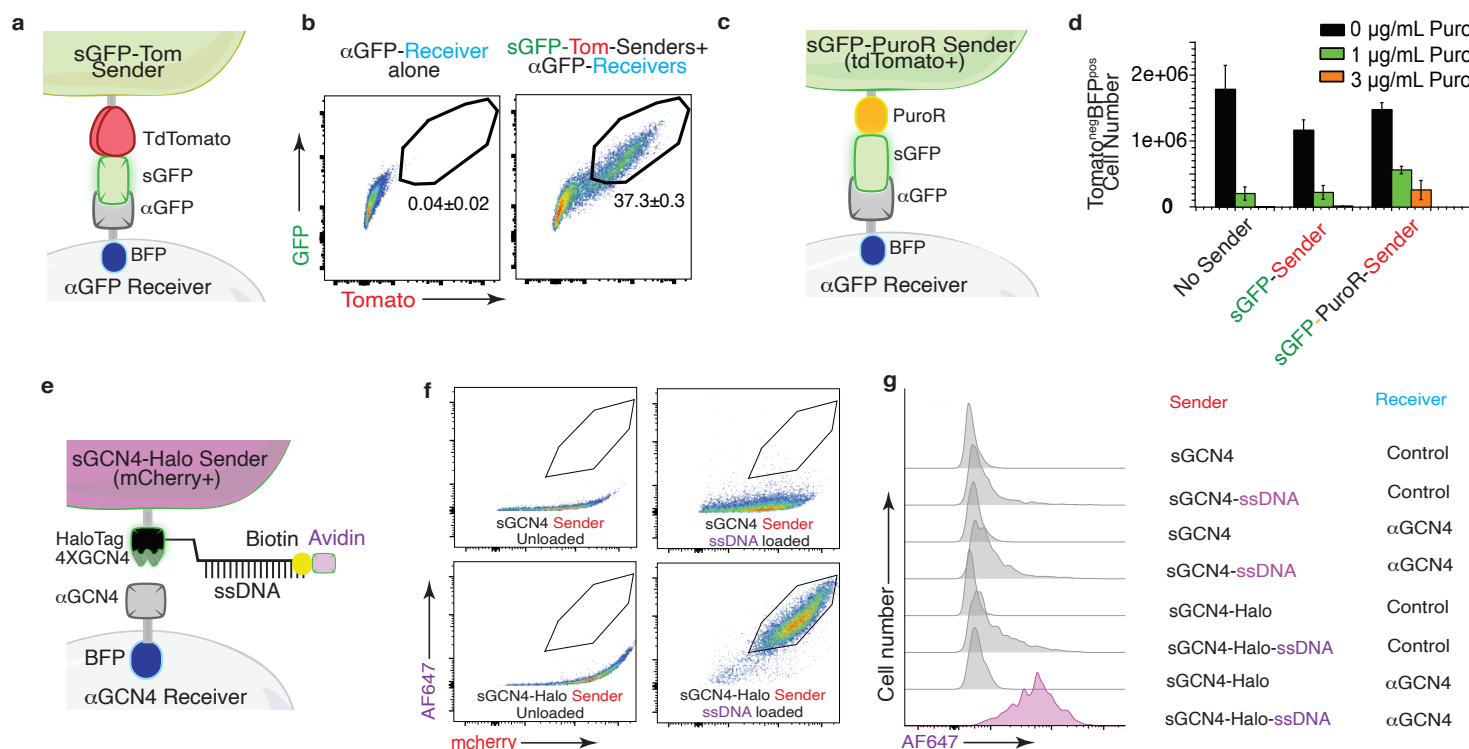 a
sGFP-Tom
Sender
TdTomato
sGFP
αGFP
BFP
αGFP Receiver
b
αGFP-Receiver
alone
sGFP-Tom-Senders+
αGFP-Receivers
0.04±0.02
37.3±0.3
GFP
Tomato
c
sGFP-PuroR Sender
(tdTomato+)
PuroR
sGFP
αGFP
BFP
αGFP Receiver
d
0 µg/mL Puro
1 µg/mL Puro
3 µg/mL Puro
TomatonegBFPpos
Cell Number
2e+06
1e+06
0
No Sender
sGFP-Sender
sGFP-PuroR-Sender
e
sGCN4-Halo Sender
(mCherry+)
HaloTag
4XGCN4
Biotin
Avidin
ssDNA
αGCN4
BFP
αGCN4 Receiver
f
sGCN4 Sender
Unloaded
sGCN4 Sender
ssDNA loaded
sGCN4-Halo Sender
Unloaded
sGCN4-Halo Sender
ssDNA loaded
AF647
mcherry
g
Cell number
AF647
Sender
Receiver
sGCN4
Control
sGCN4-ssDNA
Control
sGCN4
αGCN4
sGCN4-ssDNA
αGCN4
sGCN4-Halo
Control
sGCN4-Halo-ssDNA
Control
sGCN4-Halo
αGCN4
sGCN4-Halo-ssDNA
αGCN4